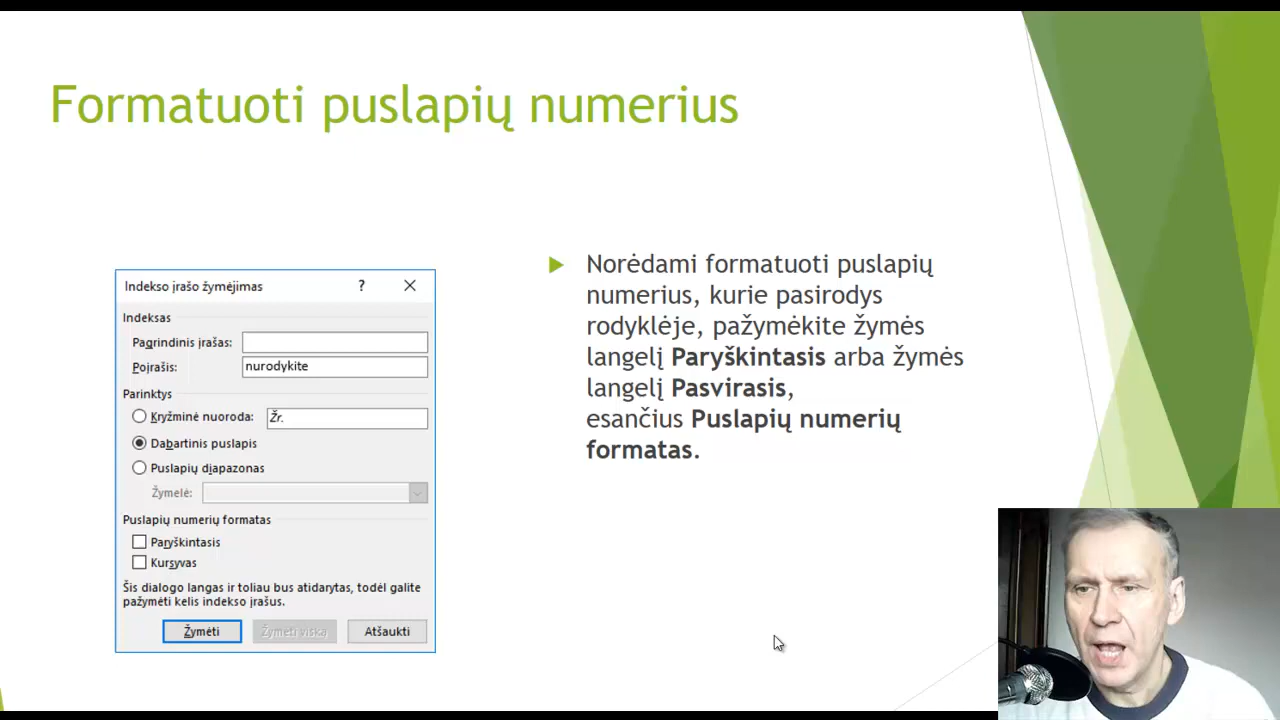 Formatuoti puslapių numerius
Indekso įrašo žymėjimas ?
Indeksas
Pagrindinis įrašas:
Poįrašis: nurodykite
Parinktys
Kryžminė nuoroda: Žr.
Dabartinis puslapis
Puslapių diapazonas
Žymelė:
Puslapių numerių formatas
Paryškintasis
Kursyvas
Šis dialogo langas ir toliau bus atidarytas, todėl galite
pažymėti kelis indekso įrašus.
Žymėti Žymėti viską Atšaukti
Norėdami formatuoti puslapių
numerius, kurie pasirodys
rodyklėje, pažymėkite žymės
langelį Paryškintasis arba žymės
langelį Pasvirasis,
esančius Puslapių numerių
formatas.